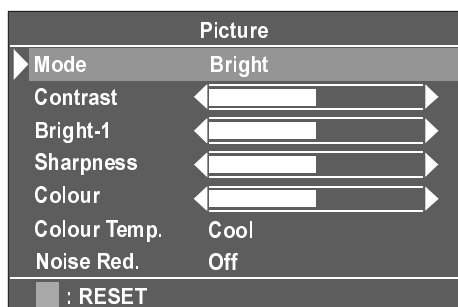 Picture
Mode Bright
Contrast
Bright-1
Sharpness
Colour
Colour Temp. Cool
Noise Red. Off
: RESET